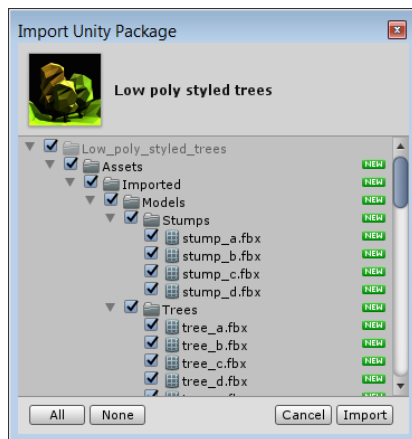 Import Unity Package
Low poly styled trees
Low_poly_styled_trees
Assets NEW
Imported NEW
Models NEW
Stumps NEW
stump_a.fbx NEW
stump_b.fbx NEW
stump_c.fbx NEW
stump_d.fbx NEW
Trees NEW
tree_a.fbx NEW
tree_b.fbx NEW
tree_c.fbx NEW
tree_d.fbx NEW
All None Cancel Import